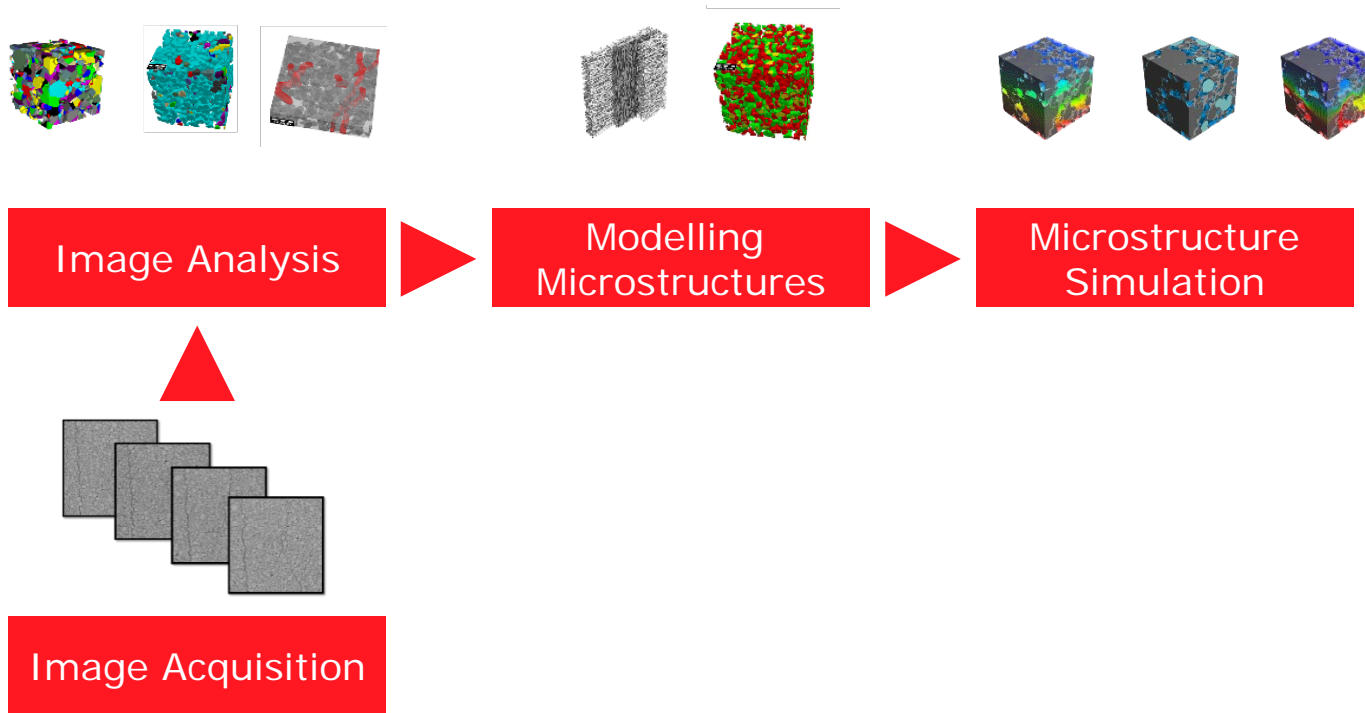 Image Analysis
Modelling
Microstructures
Microstructure
Simulation
Image Acquisition